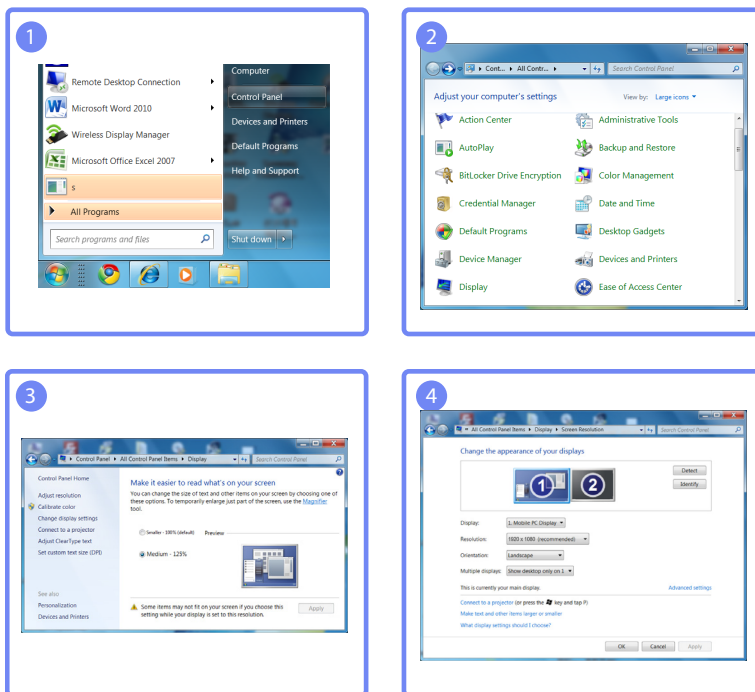 1
Remote Desktop Connection
Microsoft Word 2010
Wireless Display Manager
Microsoft Office Excel 2007
s
All Programs
Search programs and files
Computer
Control Panel
Devices and Printers
Default Programs
Help and Support
Shut down
2
Cont... All Contr...
Search Control Panel
Adjust your computer's settings
View by: Large icons
Action Center
Administrative Tools
AutoPlay
Backup and Restore
BitLocker Drive Encryption
Color Management
Credential Manager
Date and Time
Default Programs
Desktop Gadgets
Device Manager
Devices and Printers
Display
Ease of Access Center
3
Control Panel All Control Panel Items Display
Search Control Panel
Control Panel Home
Adjust resolution
Calibrate color
Change display settings
Connect to a projector
Adjust ClearType text
Set custom text size (DPI)
See also
Personalization
Devices and Printers
Make it easier to read what's on your screen
You can change the size of text and other items on your screen by choosing one of
these options. To temporarily enlarge just part of the screen, use the Magnifier
tool.
Smaller - 100% (default) Preview
Medium - 125%
Some items may not fit on your screen if you choose this
setting while your display is set to this resolution.
Apply
4
« All Control Panel Items Display Screen Resolution
Search Control Panel
Change the appearance of your displays
1 2
Detect
Identify
Display: 1. Mobile PC Display
Resolution: 1920 x 1080 (recommended)
Orientation: Landscape
Multiple displays: Show desktop only on 1
This is currently your main display.
Advanced settings
Connect to a projector (or press the key and tap P)
Make text and other items larger or smaller
What display settings should I choose?
OK Cancel Apply